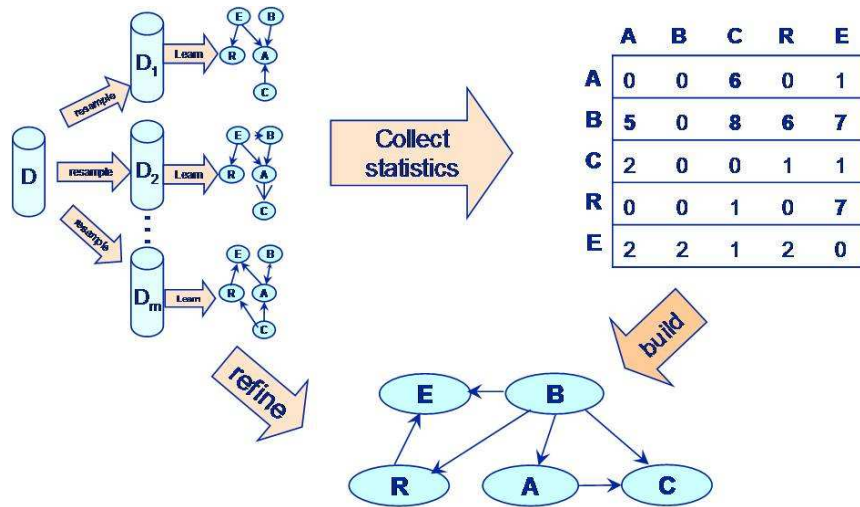 D
resample
resample
resample
D1
Learn
E B
R A
C
D2
Learn
E B
R A
C
Dm
Learn
E B
R A
C
Collect
statistics
A B C R E
A 0 0 6 0 1
B 5 0 8 6 7
C 2 0 0 1 1
R 0 0 1 0 7
E 2 2 1 2 0
refine
build
E B
R A C